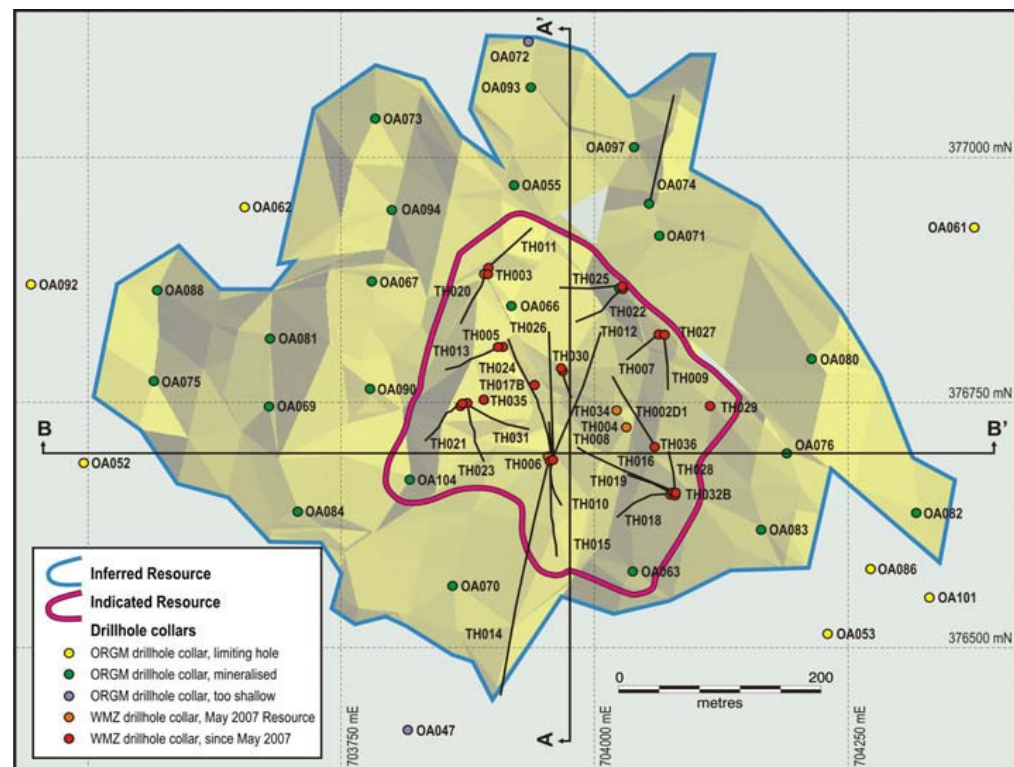 A'
OA072
OA093
OA073
OA097
377000 mN
OA055
OA074
OA062
OA094
OA061
OA071
TH011
OA092
TH003
TH025
OA067
OA088
TH020
OA066
TH022
TH026
TH012
TH005
TH027
OA081
TH013
OA080
TH030
TH024
TH007
OA075
TH009
TH017B
OA090
TH035
376750 mN
OA069
TH034
TH002D1
TH029
TH004
B
TH031
TH008
B'
TH021
TH036
OA076
OA052
TH006
TH016
TH023
TH028
OA104
TH019
TH032B
TH010
OA084
TH018
OA082
OA083
TH015
OA086
OA063
OA070
OA101
TH014
OA053
376500 mN
Inferred Resource
Indicated Resource
Drillhole collars
ORGM drillhole collar, limiting hole
ORGM drillhole collar, mineralised
ORGM drillhole collar, too shallow
WMZ drillhole collar, May 2007 Resource
WMZ drillhole collar, since May 2007
0
200
metres
OA047
A
703750 mE
704000 mE
704250 mE